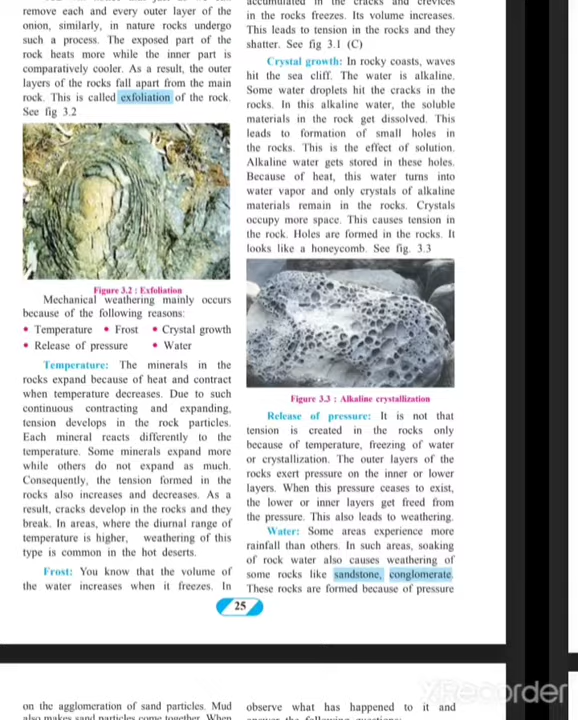 remove each and every outer layer of the
onion, similarly, in nature rocks undergo
such a process. The exposed part of the
rock heats more while the inner part is
comparatively cooler. As a result, the outer
layers of the rocks fall apart from the main
rock. This is called exfoliation of the rock.
See fig 3.2
Figure 3.2 : Exfoliation
Mechanical weathering mainly occurs
because of the following reasons:
• Temperature • Frost • Crystal growth
• Release of pressure • Water
Temperature: The minerals in the
rocks expand because of heat and contract
when temperature decreases. Due to such
continuous contracting and expanding,
tension develops in the rock particles.
Each mineral reacts differently to the
temperature. Some minerals expand more
while others do not expand as much.
Consequently, the tension formed in the
rocks also increases and decreases. As a
result, cracks develop in the rocks and they
break. In areas, where the diurnal range of
temperature is higher, weathering of this
type is common in the hot deserts.
Frost: You know that the volume of
the water increases when it freezes. In
accumulated in the cracks and crevices
in the rocks freezes. Its volume increases.
This leads to tension in the rocks and they
shatter. See fig 3.1 (C)
Crystal growth: In rocky coasts, waves
hit the sea cliff. The water is alkaline.
Some water droplets hit the cracks in the
rocks. In this alkaline water, the soluble
materials in the rock get dissolved. This
leads to formation of small holes in
the rocks. This is the effect of solution.
Alkaline water gets stored in these holes.
Because of heat, this water turns into
water vapor and only crystals of alkaline
materials remain in the rocks. Crystals
occupy more space. This causes tension in
the rock. Holes are formed in the rocks. It
looks like a honeycomb. See fig. 3.3
Figure 3.3 : Alkaline crystallization
Release of pressure: It is not that
tension is created in the rocks only
because of temperature, freezing of water
or crystallization. The outer layers of the
rocks exert pressure on the inner or lower
layers. When this pressure ceases to exist,
the lower or inner layers get freed from
the pressure. This also leads to weathering.
Water: Some areas experience more
rainfall than others. In such areas, soaking
of rock water also causes weathering of
some rocks like sandstone, conglomerate.
These rocks are formed because of pressure
25
on the agglomeration of sand particles. Mud
also makes sand particles come together. When
observe what has happened to it and
XRecorder